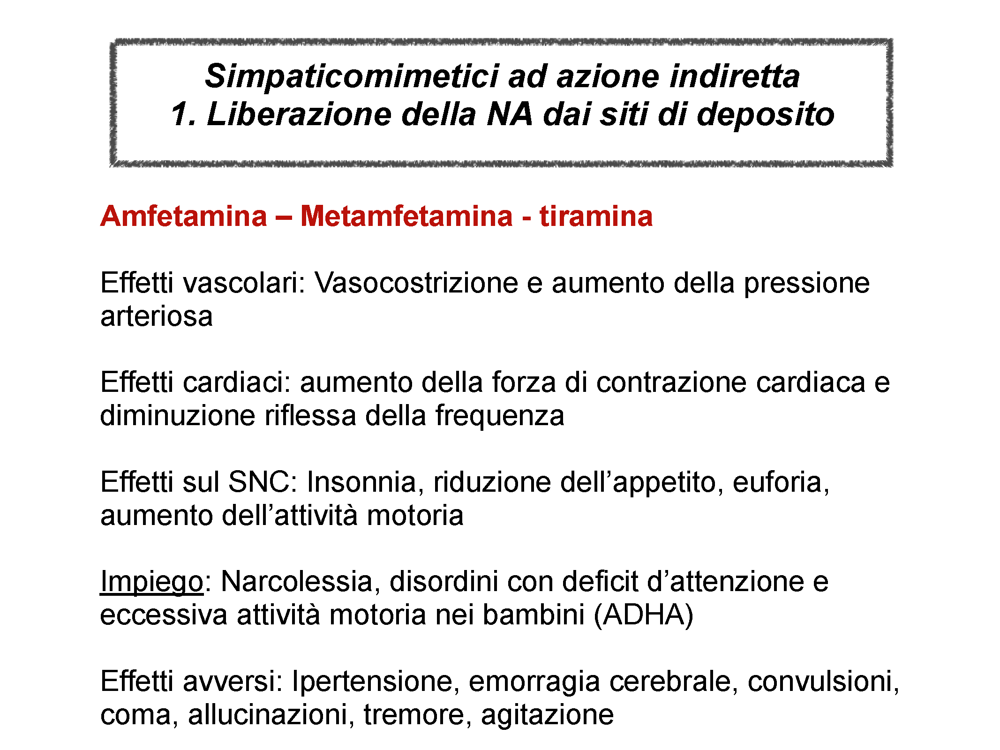 Simpaticomimetici ad azione indiretta
1. Liberazione della NA dai siti di deposito
Amfetamina – Metamfetamina - tiramina
Effetti vascolari: Vasocostrizione e aumento della pressione
arteriosa
Effetti cardiaci: aumento della forza di contrazione cardiaca e
diminuzione riflessa della frequenza
Effetti sul SNC: Insonnia, riduzione dell’appetito, euforia,
aumento dell’attività motoria
Impiego: Narcolessia, disordini con deficit d’attenzione e
eccessiva attività motoria nei bambini (ADHA)
Effetti avversi: Ipertensione, emorragia cerebrale, convulsioni,
coma, allucinazioni, tremore, agitazione